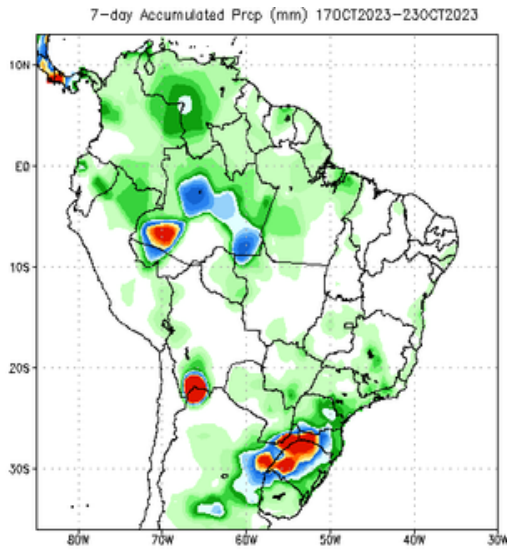 7-day Accumulated Prcp (mm) 17OCT2023-23OCT2023
10N
EQ
10S
20S
30S
80W 70W 60W 50W 40W 30W